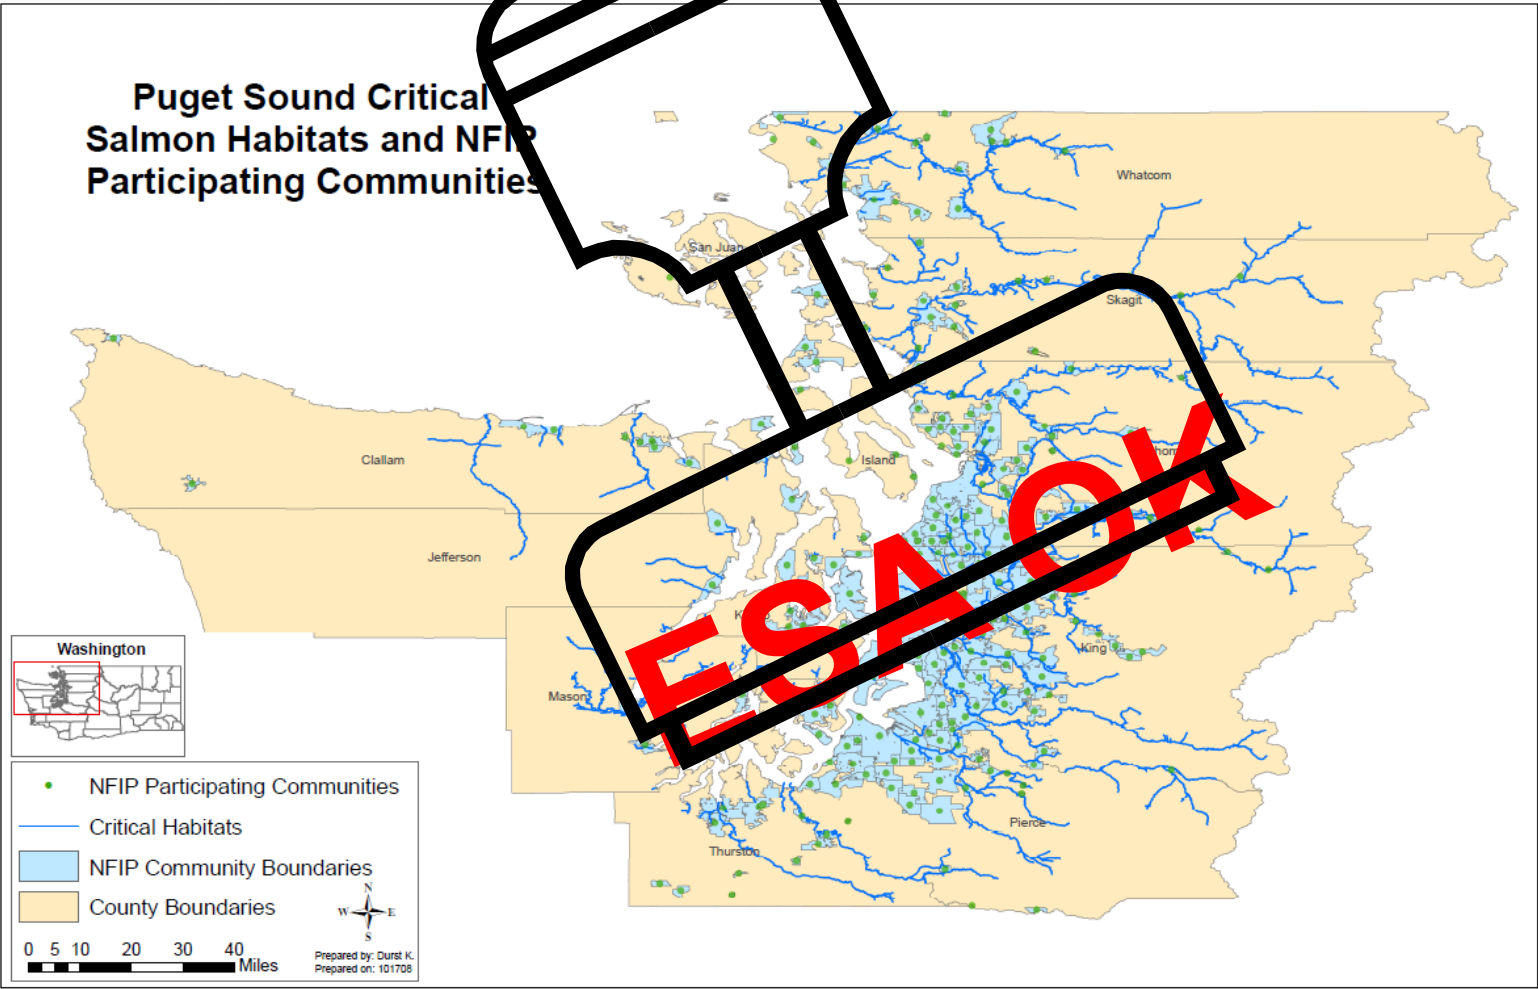 Puget Sound Critical
Salmon Habitats and NFIP
Participating Communities
Whatcom
San Juan
Skagit
Clallam
Island
Jefferson
King
Mason
Pierce
Thurston
ESA OK
Washington
NFIP Participating Communities
Critical Habitats
NFIP Community Boundaries
County Boundaries
N
W E
S
0 5 10 20 30 40
Miles
Prepared by: Durst K.
Prepared on: 101708